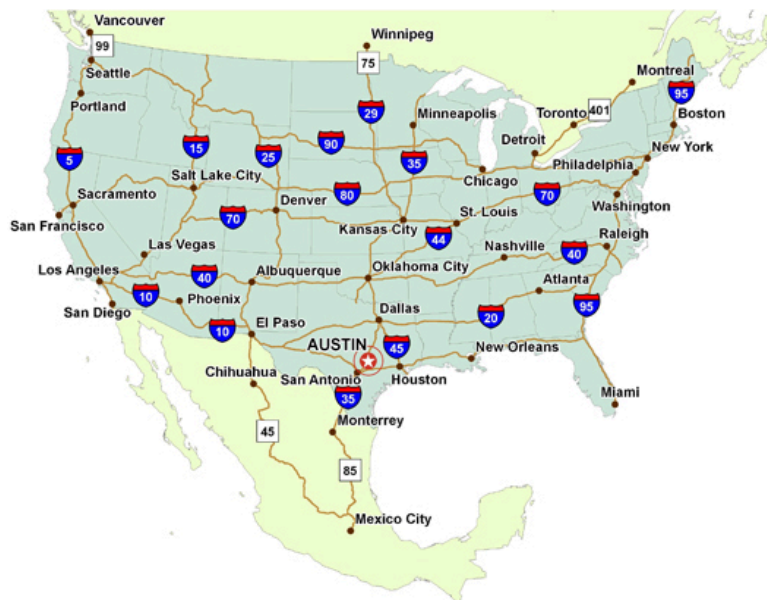 Vancouver
99
Winnipeg
Seattle
75
Montreal
Portland
29
Minneapolis
Toronto
401
95
Boston
5
15
25
90
35
Detroit
New York
Salt Lake City
Chicago
Philadelphia
Sacramento
80
70
Washington
San Francisco
70
Denver
Kansas City
St. Louis
44
Las Vegas
Nashville
40
Raleigh
Los Angeles
40
Albuquerque
Oklahoma City
Atlanta
10
Phoenix
San Diego
10
El Paso
Dallas
20
95
AUSTIN
45
New Orleans
Chihuahua
San Antonio
Houston
35
Miami
Monterrey
45
85
Mexico City